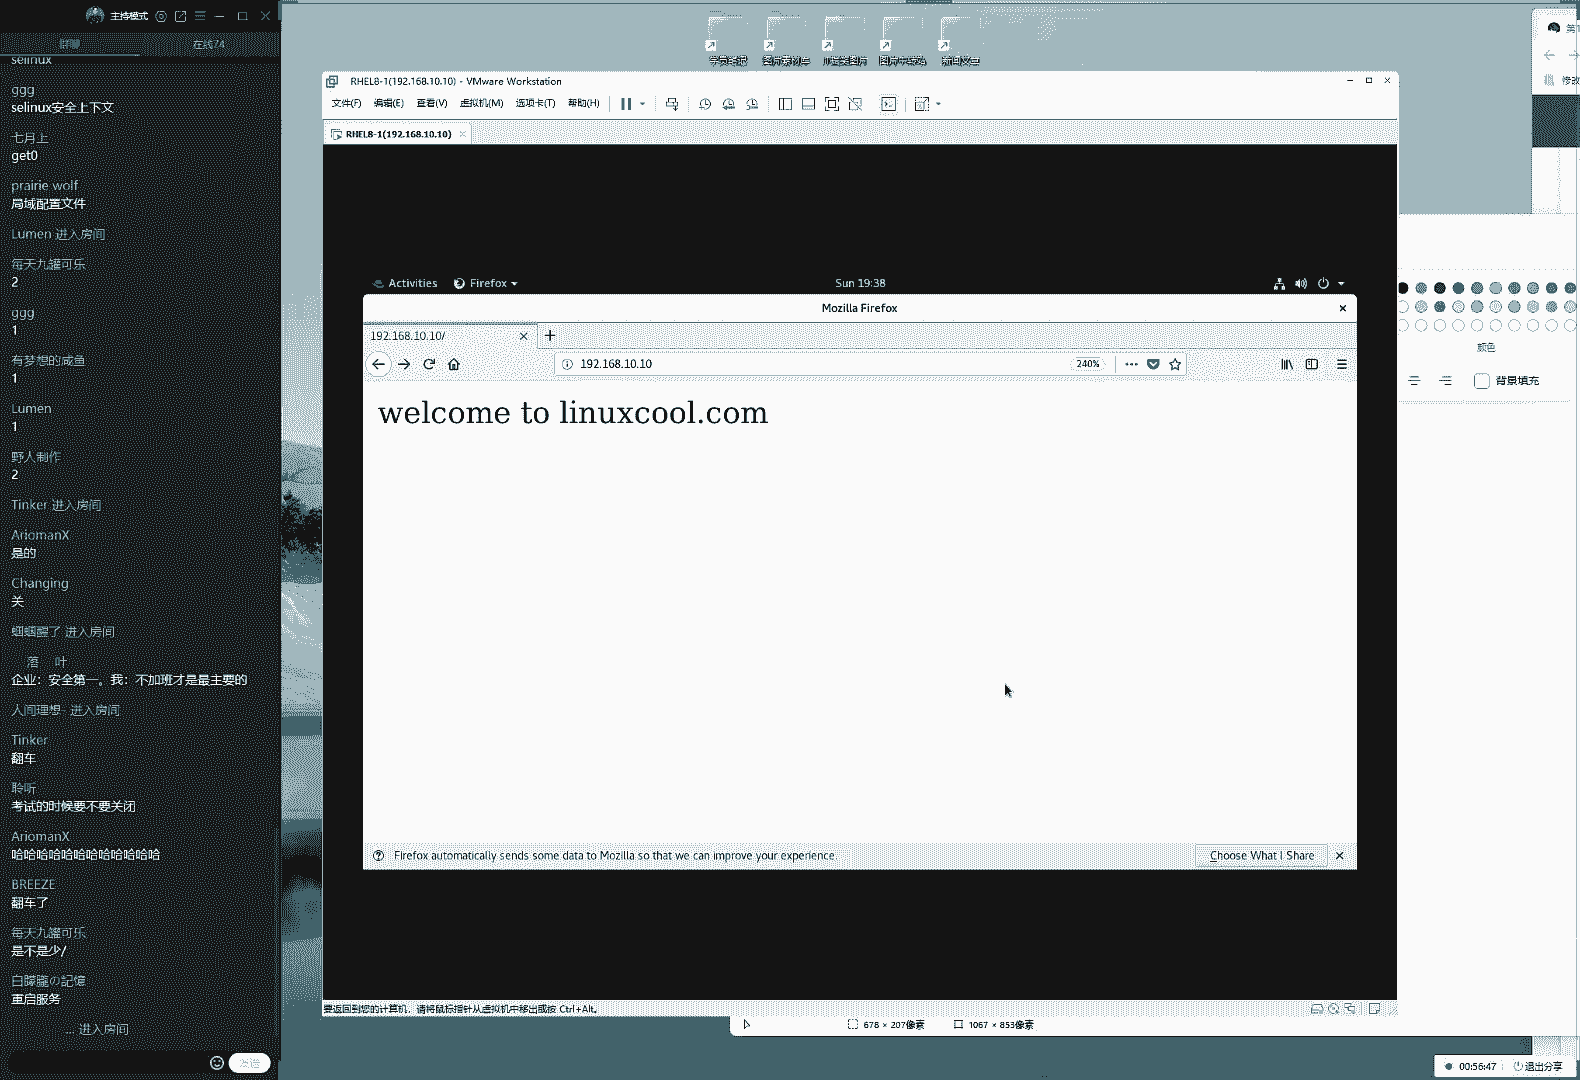 主持模式
群聊
在线74
selinux
ggg
selinux安全上下文
七月上
get0
prairie wolf
局域配置文件
Lumen 进入房间
每天九罐可乐
2
ggg
1
有梦想的咸鱼
1
Lumen
1
野人制作
2
Tinker 进入房间
AriomanX
是的
Changing
关
蝈蝈醒了 进入房间
落 叶
企业：安全第一。我：不加班才是最主要的
人间理想- 进入房间
Tinker
翻车
聆听
考试的时候要不要关闭
AriomanX
哈哈哈哈哈哈哈哈哈哈哈哈
BREEZE
翻车了
每天九罐可乐
是不是少/
白朦朧の記憶
重启服务
... 进入房间
发送
RHEL8-1(192.168.10.10) - VMware Workstation
文件(F) 编辑(E) 查看(V) 虚拟机(M) 选项卡(T) 帮助(H)
RHEL8-1(192.168.10.10)
Activities Firefox Sun 19:38
Mozilla Firefox
192.168.10.10/
192.168.10.10 240%
welcome to linuxcool.com
Firefox automatically sends some data to Mozilla so that we can improve your experience.
Choose What I Share
要返回到您的计算机，请将鼠标指针从虚拟机中移出或按 Ctrl+Alt。
678 × 207像素
1067 × 853像素
修改
颜色
背景填充
00:56:47
退出分享